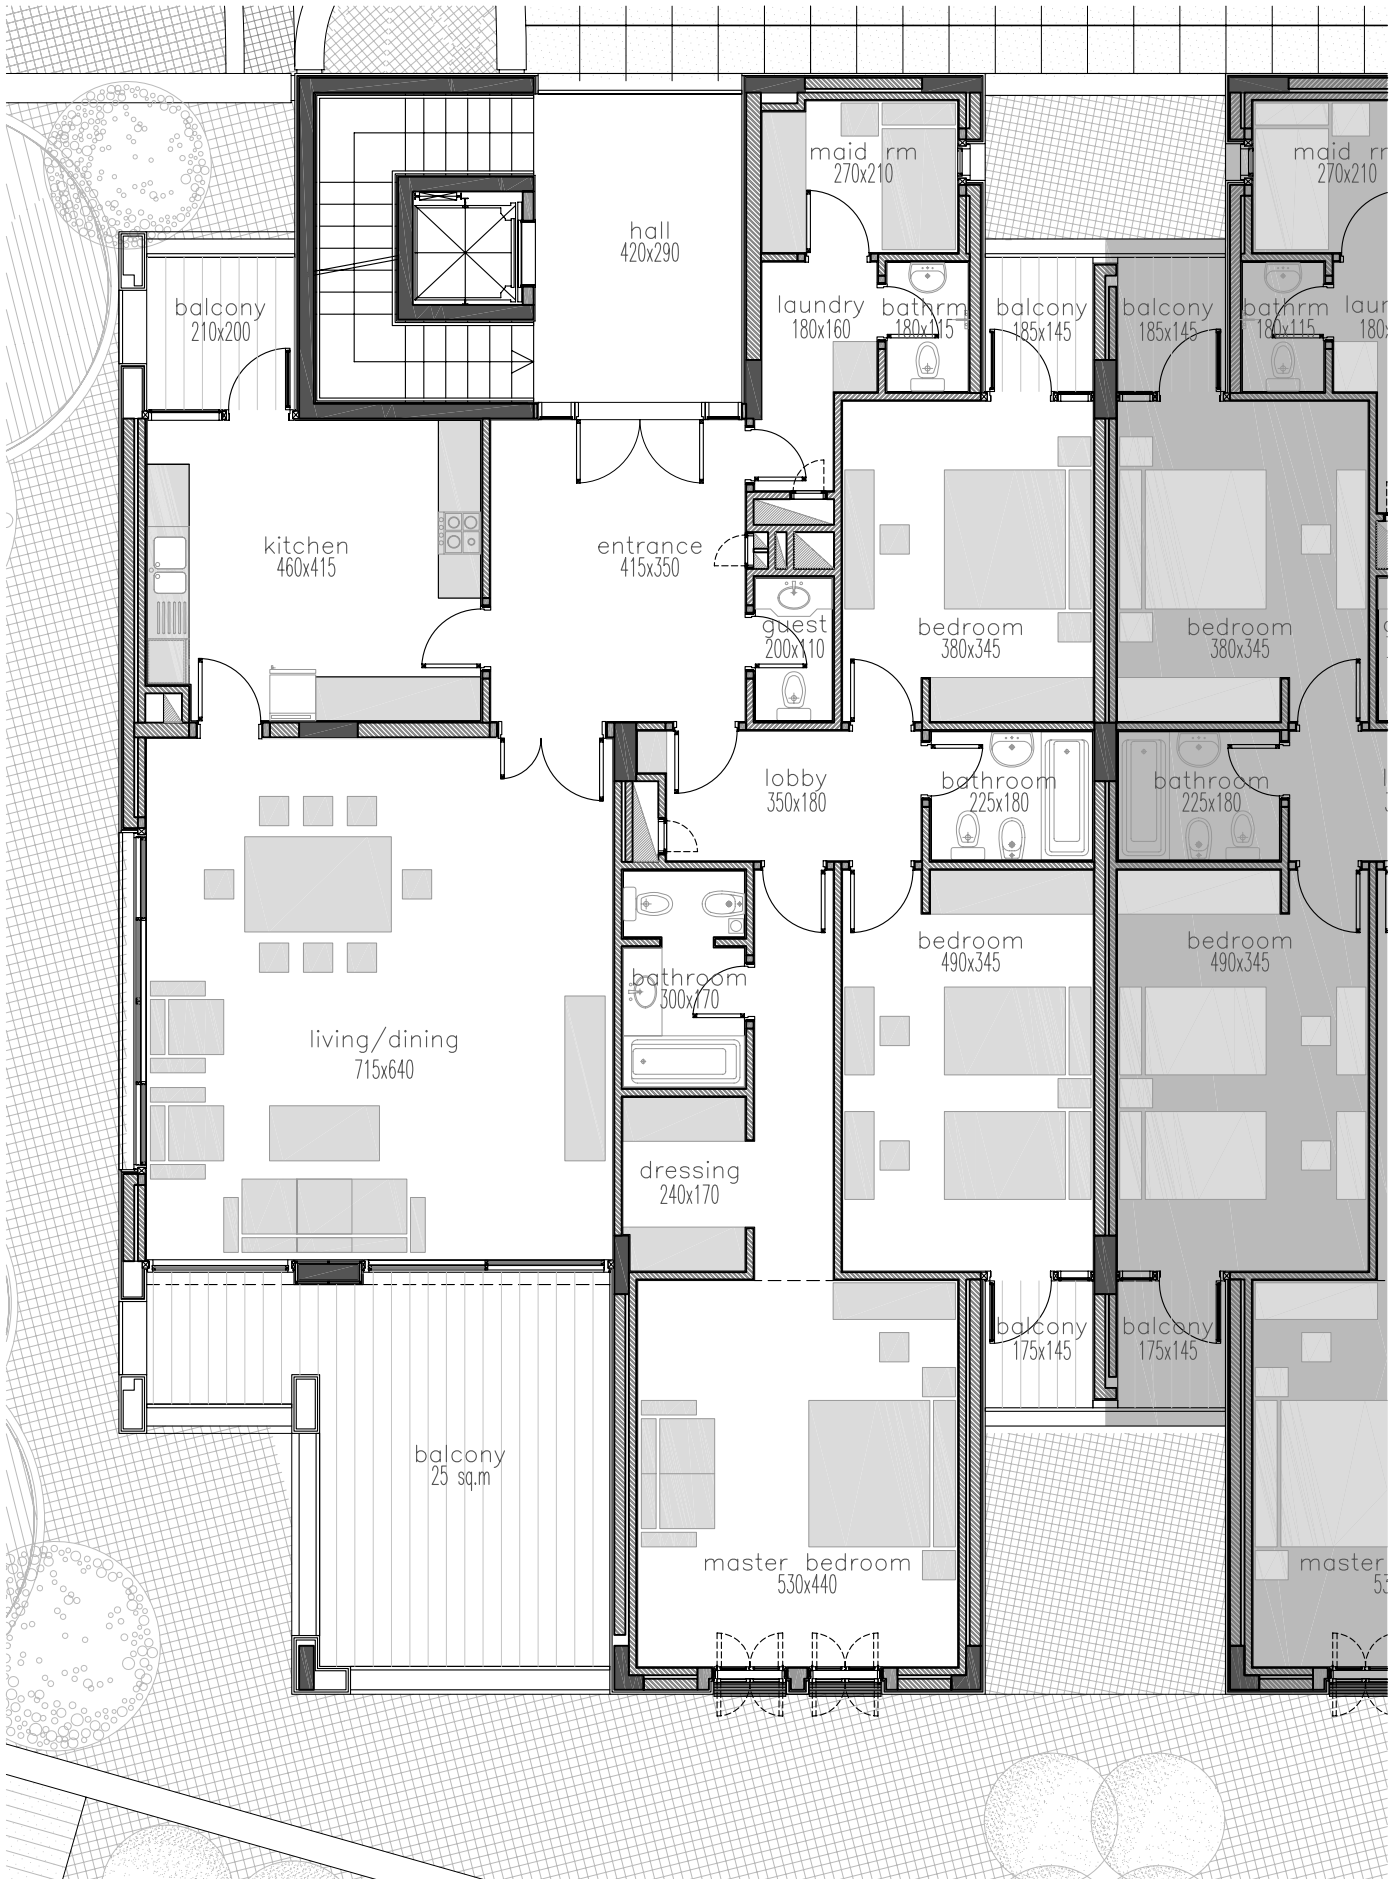 maid rm
270x210
maid r
270x210
hall
420x290
balcony
210x200
laundry
180x160
bathrm
180x115
balcony
185x145
balcony
185x145
bathrm
180x115
laur
180x
kitchen
460x415
entrance
415x350
guest
200x110
bedroom
380x345
bedroom
380x345
lobby
350x180
bathroom
225x180
bathroom
225x180
bedroom
490x345
bedroom
490x345
bathroom
300x170
living/dining
715x640
dressing
240x170
balcony
175x145
balcony
175x145
balcony
25 sq.m
master bedroom
530x440
master
53